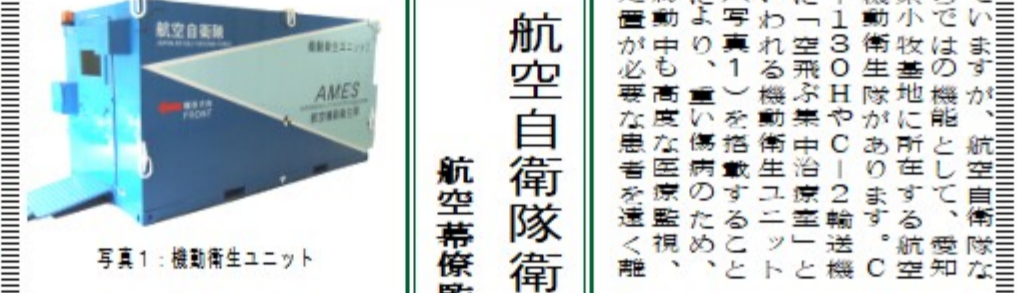 いますが、航空自衛隊な
ではの機能として、愛知
小牧基地に所在する航空
機動衛生隊があります。C
130HやC-2輸送機
に「空飛ぶ集中治療室」と
いわれる機動衛生ユニット
写真1)を搭載すること
により、重い傷病のため、
動中も高度な医療監視、
置が必要な患者を遠く離
航空自衛隊衛
航空幕僚監
航空自衛隊
機動衛生ユニット
AMES
航空機動衛生隊
FRONT
写真1:機動衛生ユニット